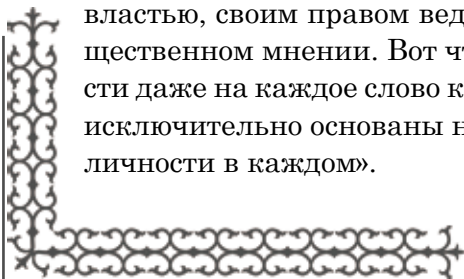 властью, своим правом вед
щественном мнении. Вот чт
сти даже на каждое слово к
исключительно основаны н
личности в каждом».